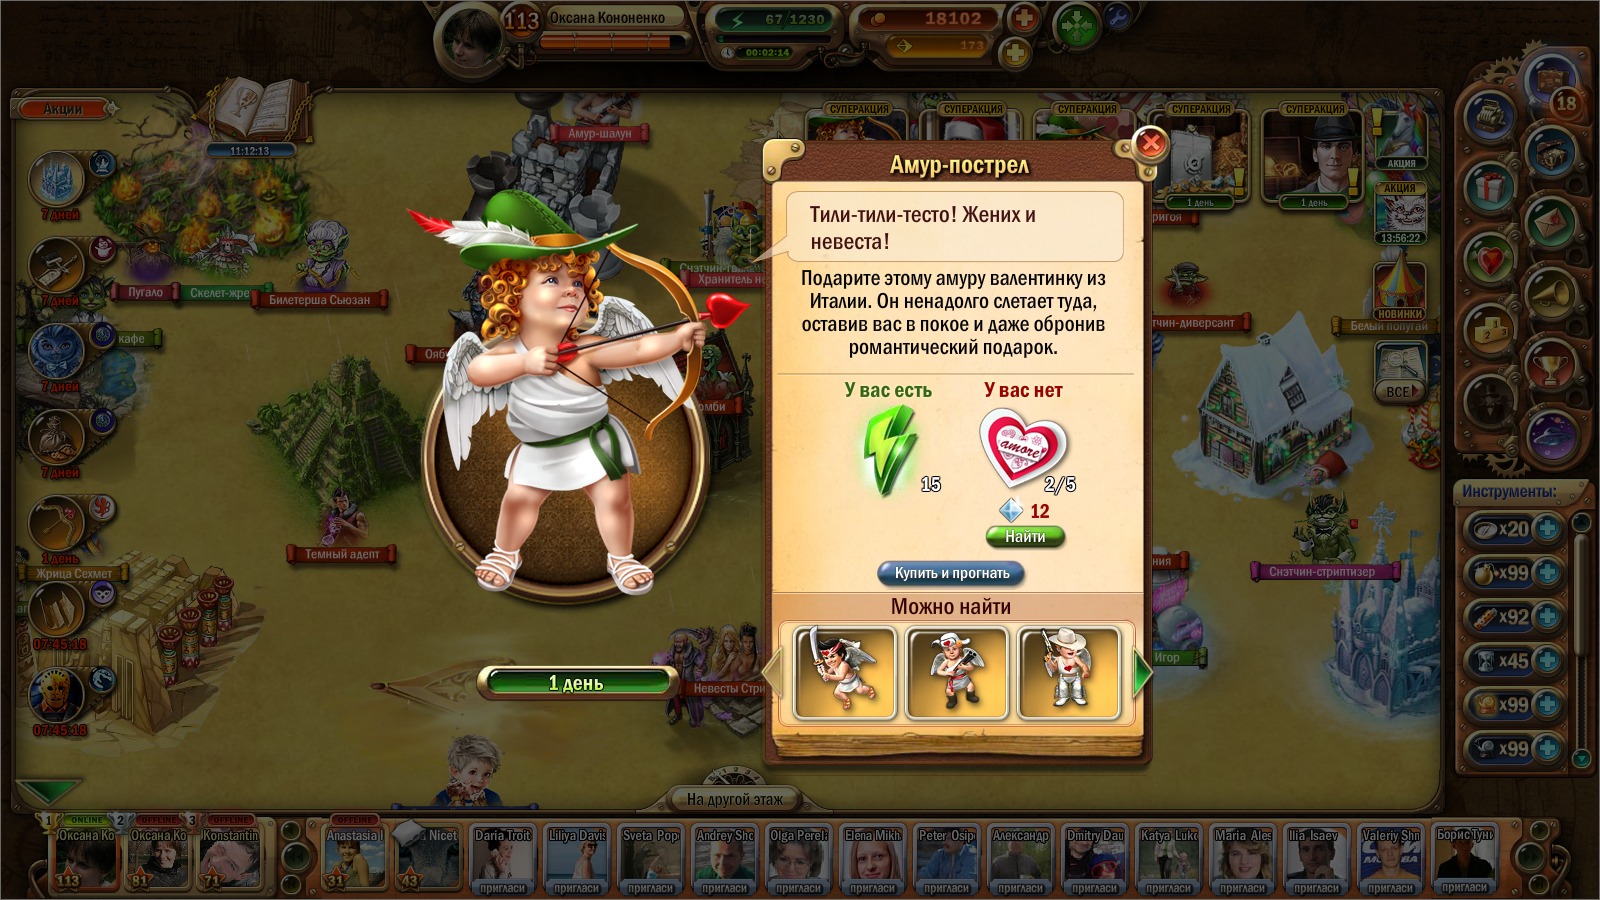 113
Оксана Кононенко
67/1230
00:02:14
18102
173
Акции
11:12:13
7 дней
7 дней
7 дней
7 дней
1 день
07:45:18
07:45:18
Амур-шалун
СУПЕРАКЦИЯ
СУПЕРАКЦИЯ
СУПЕРАКЦИЯ
СУПЕРАКЦИЯ
СУПЕРАКЦИЯ
1 день
1 день
АКЦИЯ
АКЦИЯ
13:56:22
НОВИНКИ
Белый попугай
ВСЕ
18
Пугало
Билетерша Сьюзан
кафе
Темный адепт
Жрица Сехмет
Хранитель
Снэтчин-стриптизер
Игор
Амур-пострел
Тили-тили-тесто! Жених и
невеста!
Подарите этому амуру валентинку из
Италии. Он ненадолго слетает туда,
оставив вас в покое и даже обронив
романтический подарок.
У вас есть
У вас нет
amore
15
2/5
12
Найти
Купить и прогнать
Можно найти
1 день
Невесты
На другой этаж
Инструменты:
x20
x99
x92
x45
x99
x99
1
ONLINE
2
OFFLINE
3
OFFLINE
OFFLINE
Оксана Ко
Оксана Ко
Konstantin
Anastasia
Nicet
Daria Troit
Liliya Davis
Sveta Pop
Andrey Shc
Olga Perel
Elena Mikh
Peter Osip
Александр
Dmitry Dau
Katya Luk
Maria Ales
Ilia Isaev
Valeriy Shn
Борис Туни
113
81
71
31
43
пригласи
пригласи
пригласи
пригласи
пригласи
пригласи
пригласи
пригласи
пригласи
пригласи
пригласи
пригласи
пригласи
пригласи